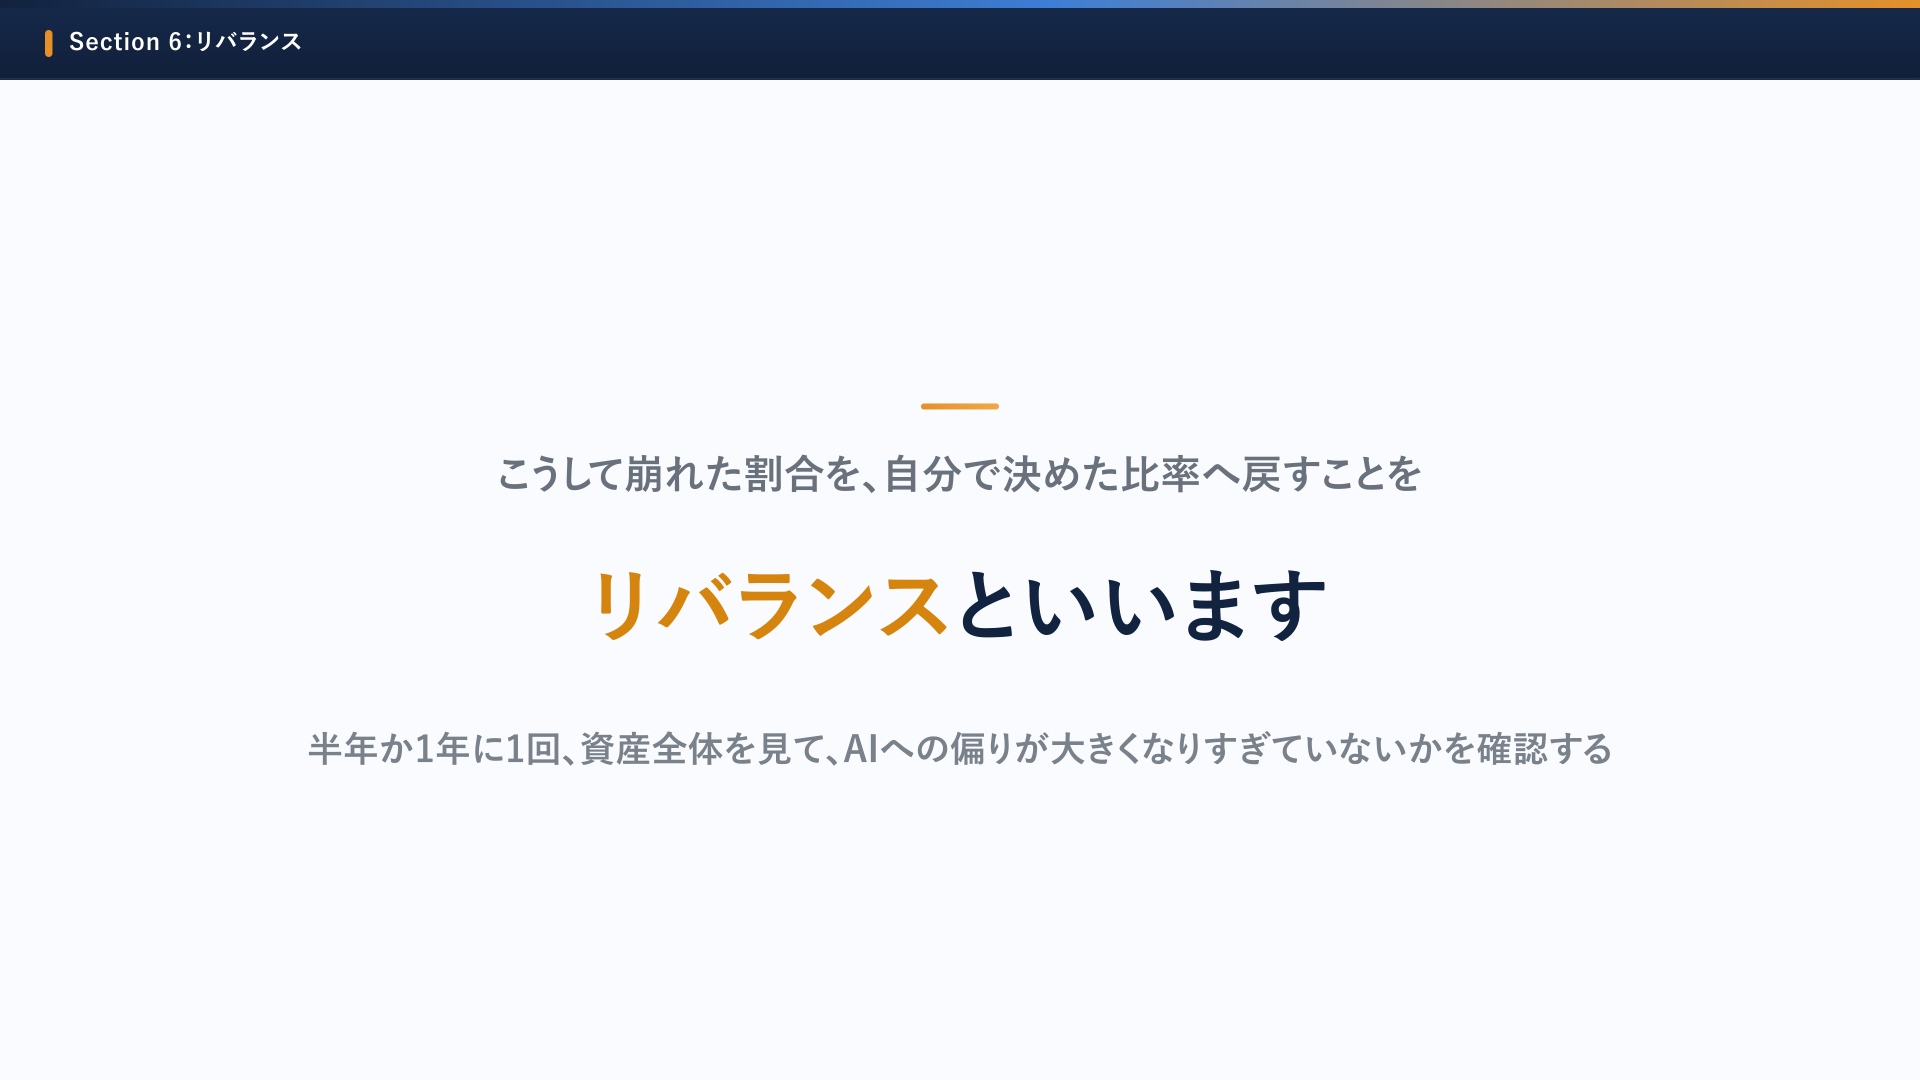 Section 6：リバランス
こうして崩れた割合を、自分で決めた比率へ戻すことを
リバランスといいます
半年か1年に1回、資産全体を見て、AIへの偏りが大きくなりすぎていないかを確認する